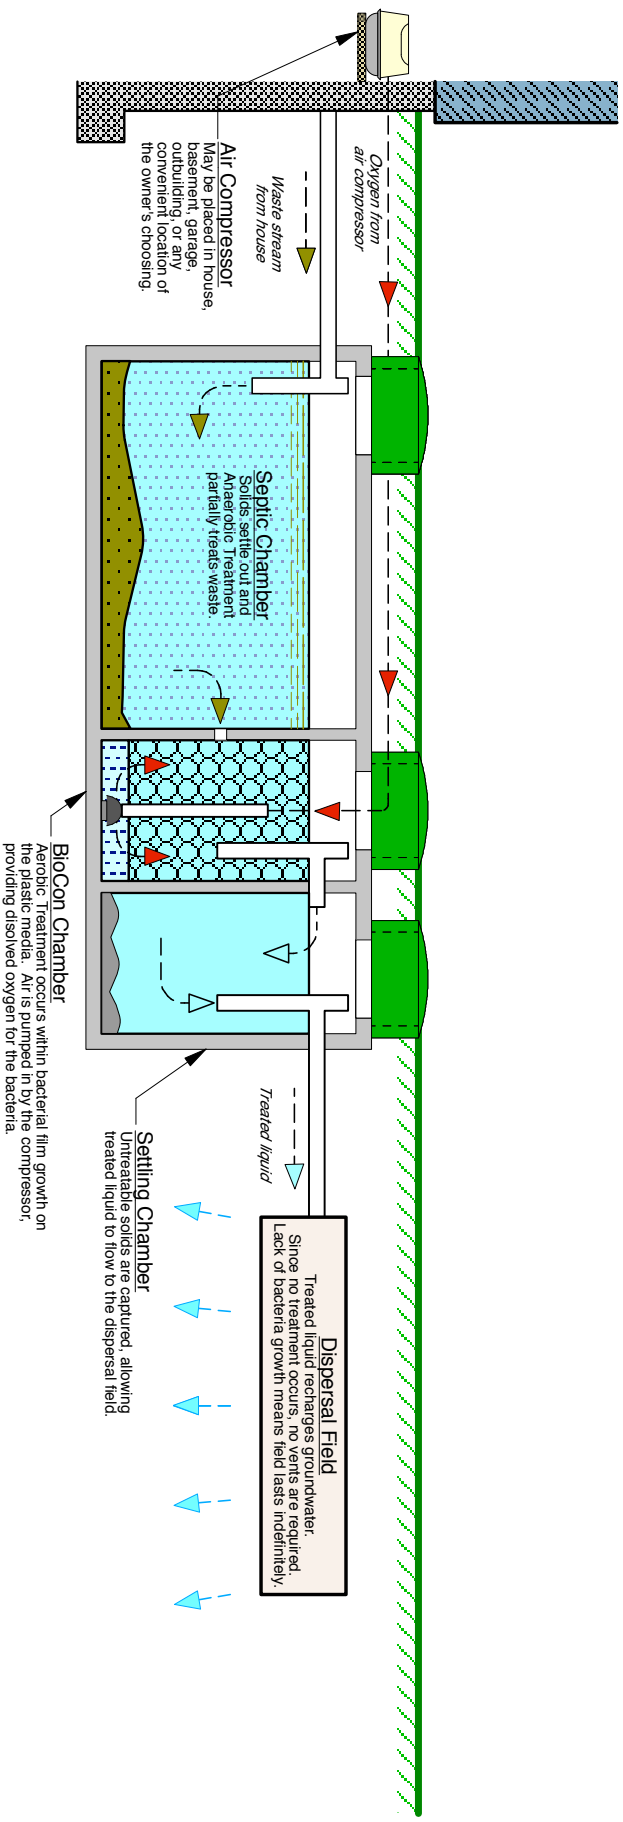 Air Compressor
May be placed in house,
basement, garage,
outbuilding, or any
convenient location of
the owner's choosing.
Oxygen from
air compressor
Waste stream
from house
Septic Chamber
Solids settle out and
Anaerobic Treatment
partially treats waste.
BioCon Chamber
Aerobic Treatment occurs within bacterial film growth on
the plastic media. Air is pumped in by the compressor,
providing disolved oxygen for the bacteria.
Settling Chamber
Untreatable solids are captured, allowing
treated liquid to flow to the dispersal field.
Treated liquid
Dispersal Field
Treated liquid recharges groundwater.
Since no treatment occurs, no vents are required.
Lack of bacteria growth means field lasts indefinitely.